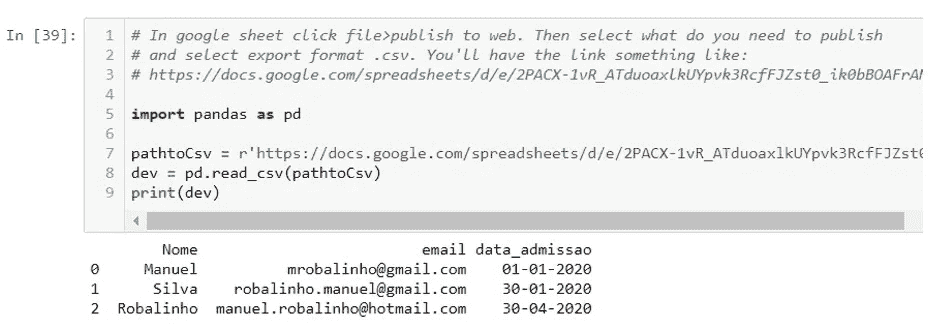 In [39]:
1 # In google sheet click file>publish to web. Then select what do you need to publish
2 # and select export format .csv. You'll have the link something like:
3 # https://docs.google.com/spreadsheets/d/e/2PACX-1vR_ATduoaxlkUYpvk3RcfFJZst0_ik0bBOAFrAM
4
5 import pandas as pd
6
7 pathtoCsv = r'https://docs.google.com/spreadsheets/d/e/2PACX-1vR_ATduoaxlkUYpvk3RcfFJZst0
8 dev = pd.read_csv(pathtoCsv)
9 print(dev)
Nome email data_admissao
0 Manuel mrobalinho@gmail.com 01-01-2020
1 Silva robalinho.manuel@gmail.com 30-01-2020
2 Robalinho manuel.robalinho@hotmail.com 30-04-2020